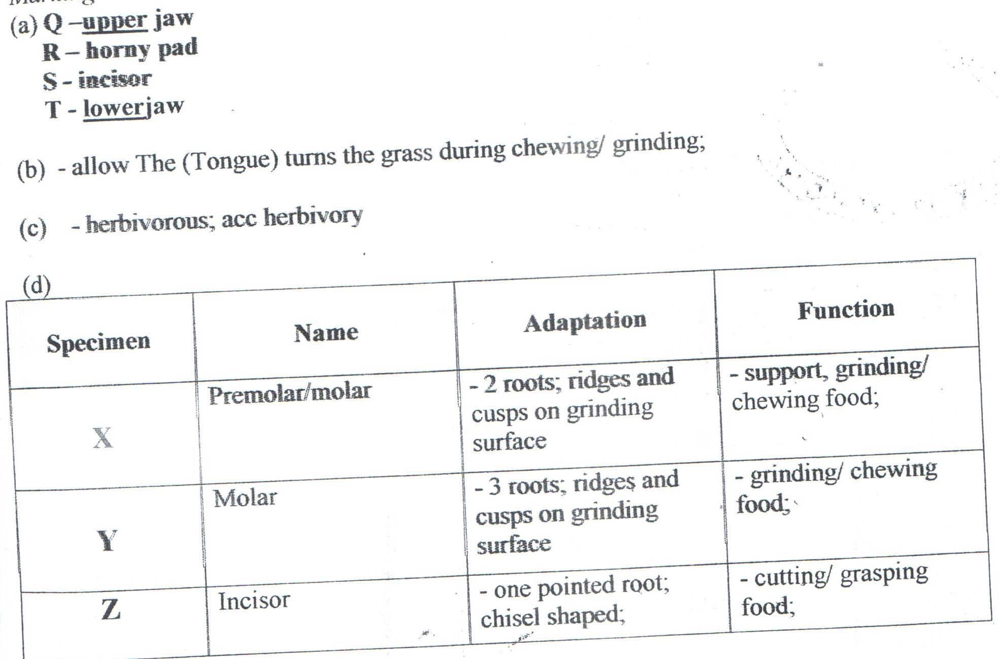 (a) Q –upper jaw
R – horny pad
S - incisor
T - lowerjaw
(b) - allow The (Tongue) turns the grass during chewing/ grinding;
(c) - herbivorous; acc herbivory
(d)
Specimen Name Adaptation Function
X Premolar/molar - 2 roots; ridges and cusps on grinding surface - support, grinding/ chewing food;
Y Molar - 3 roots; ridges and cusps on grinding surface - grinding/ chewing food;
Z Incisor - one pointed root; chisel shaped; - cutting/ grasping food;